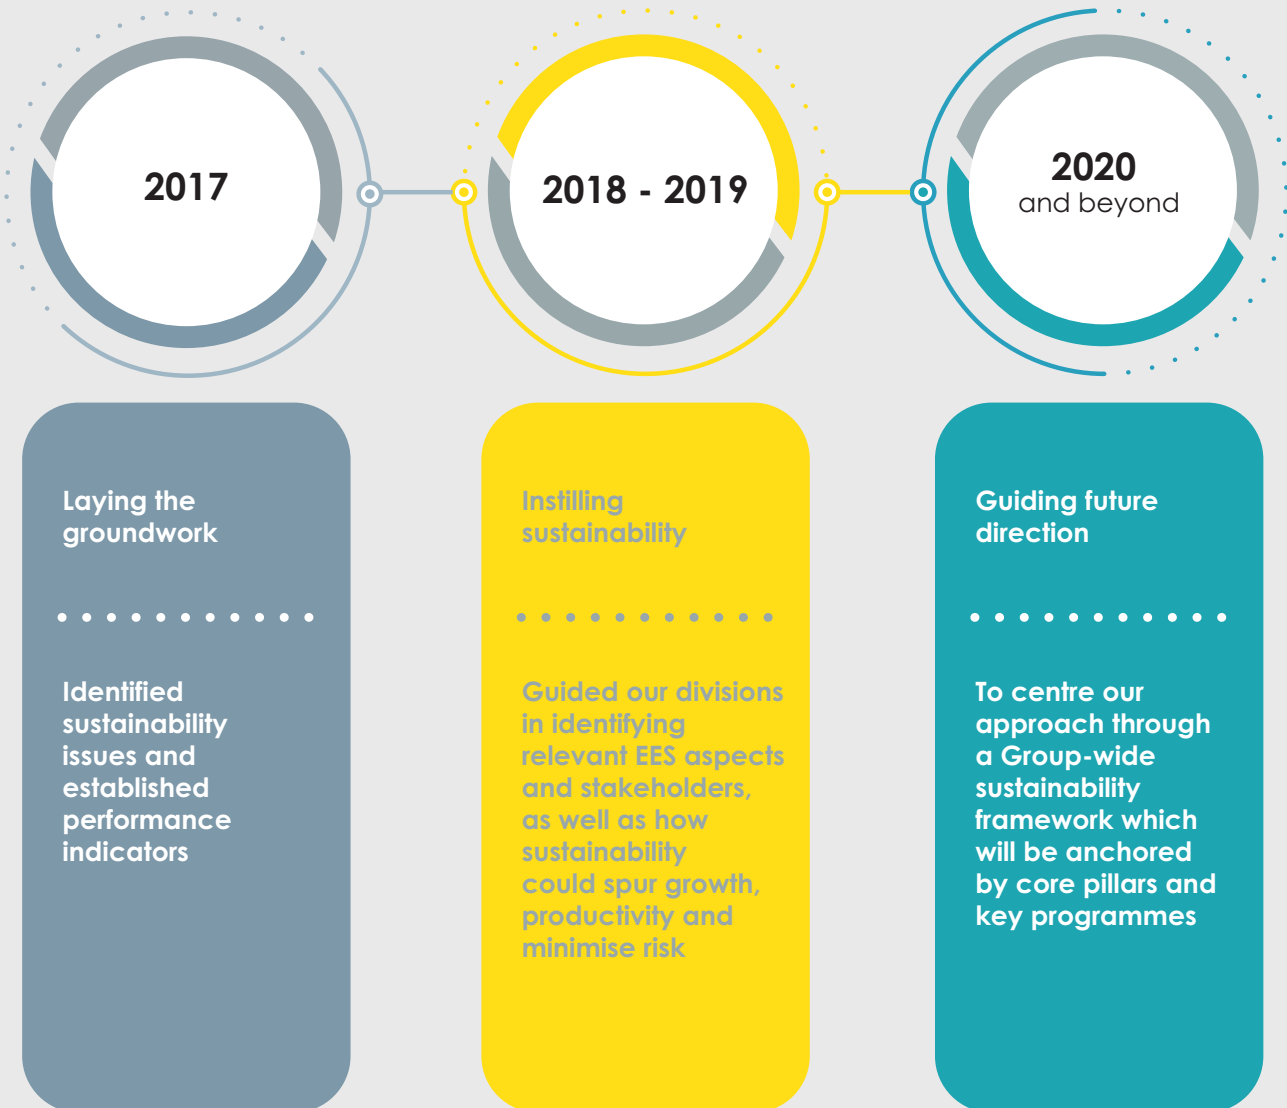 2017
2018 - 2019
2020
and beyond
Laying the
groundwork
Identified
sustainability
issues and
established
performance
indicators
Instilling
sustainability
Guided our divisions
in identifying
relevant EES aspects
and stakeholders,
as well as how
sustainability
could spur growth,
productivity and
minimise risk
Guiding future
direction
To centre our
approach through
a Group-wide
sustainability
framework which
will be anchored
by core pillars and
key programmes